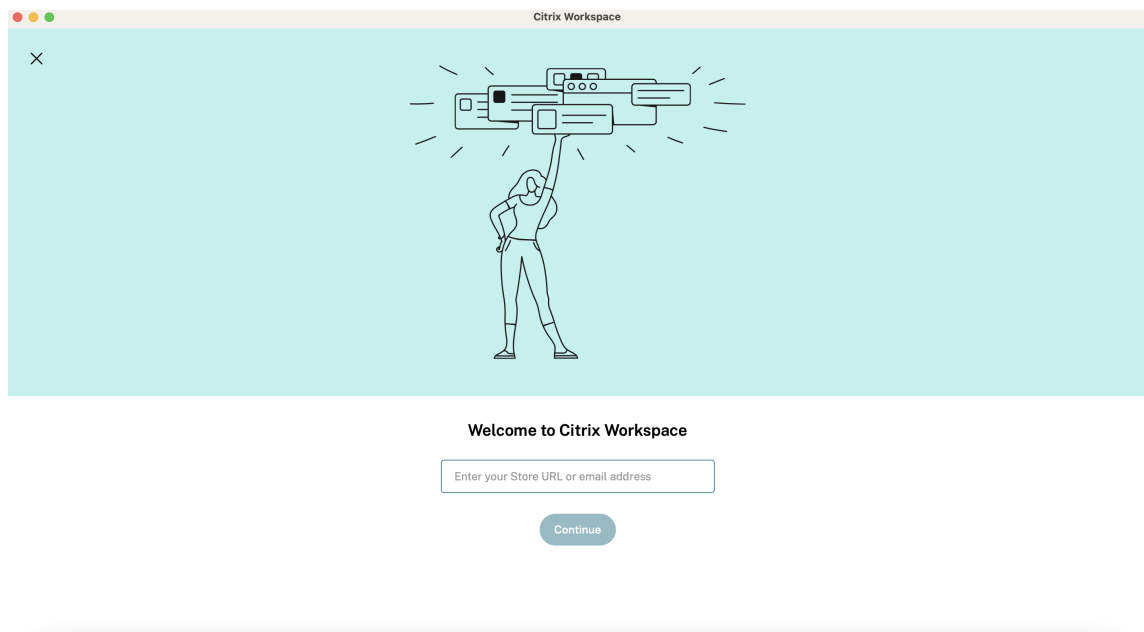 Citrix Workspace
Welcome to Citrix Workspace
Enter your Store URL or email address
Continue